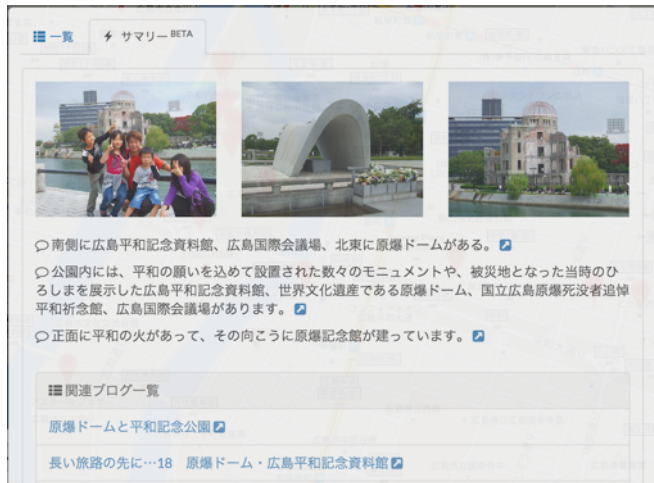 一覧
サマリー BETA
南側に広島平和記念資料館、広島国際会議場、北東に原爆ドームがある。
公園内には、平和の願いを込めて設置された数々のモニュメントや、被災地となった当時のひ
ろしまを展示した広島平和記念資料館、世界文化遺産である原爆ドーム、国立広島原爆死没者追悼
平和祈念館、広島国際会議場があります。
正面に平和の火があって、その向こうに原爆記念館が建っています。
関連ブログ一覧
原爆ドームと平和記念公園
長い旅路の先に…18　原爆ドーム・広島平和記念資料館